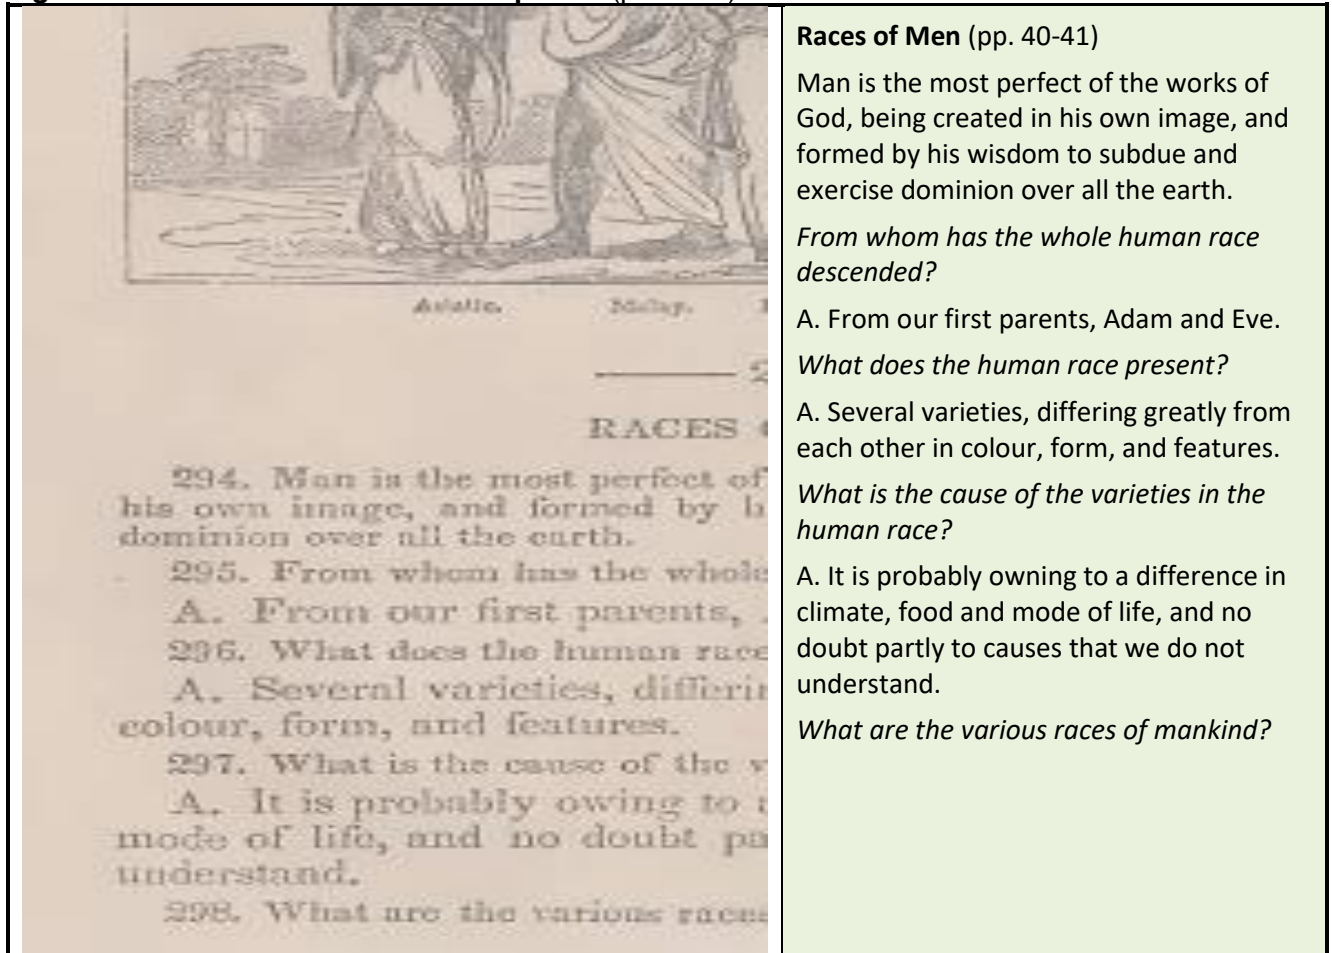 Asiatic.
Malay.
RACES
294. Man is the most perfect of
his own image, and formed by h
dominion over all the earth.
295. From whom has the whole
A. From our first parents,
296. What does the human race
A. Several varieties, differin
colour, form, and features.
297. What is the cause of the v
A. It is probably owing to
mode of life, and no doubt pa
understand.
298. What are the various races
Races of Men (pp. 40-41)
Man is the most perfect of the works of
God, being created in his own image, and
formed by his wisdom to subdue and
exercise dominion over all the earth.
From whom has the whole human race
descended?
A. From our first parents, Adam and Eve.
What does the human race present?
A. Several varieties, differing greatly from
each other in colour, form, and features.
What is the cause of the varieties in the
human race?
A. It is probably owning to a difference in
climate, food and mode of life, and no
doubt partly to causes that we do not
understand.
What are the various races of mankind?